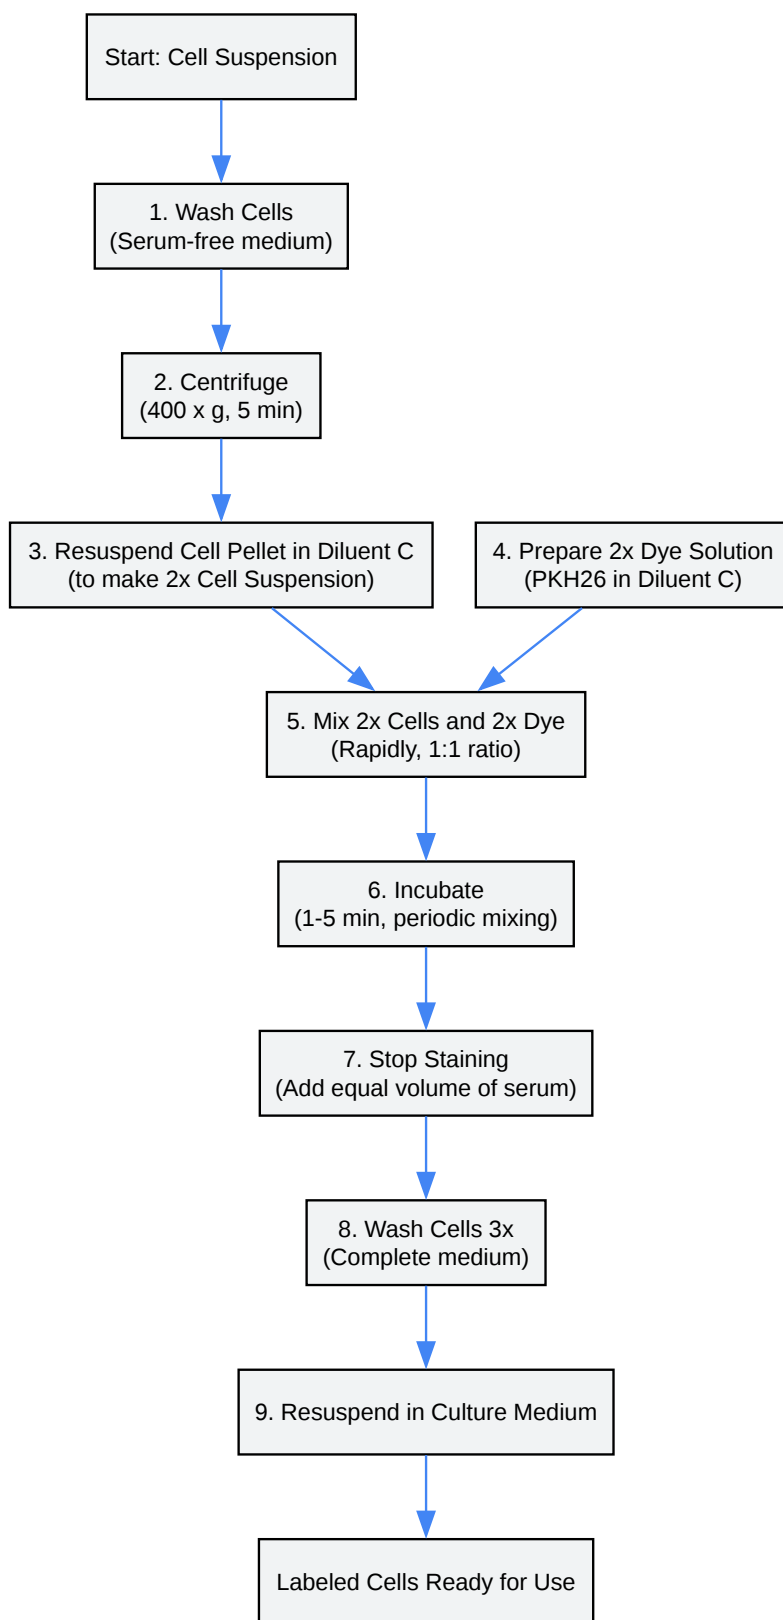 Start: Cell Suspension
1. Wash Cells
(Serum-free medium)
2. Centrifuge
(400 x g, 5 min)
3. Resuspend Cell Pellet in Diluent C
(to make 2x Cell Suspension)
4. Prepare 2x Dye Solution
(PKH26 in Diluent C)
5. Mix 2x Cells and 2x Dye
(Rapidly, 1:1 ratio)
6. Incubate
(1-5 min, periodic mixing)
7. Stop Staining
(Add equal volume of serum)
8. Wash Cells 3x
(Complete medium)
9. Resuspend in Culture Medium
Labeled Cells Ready for Use